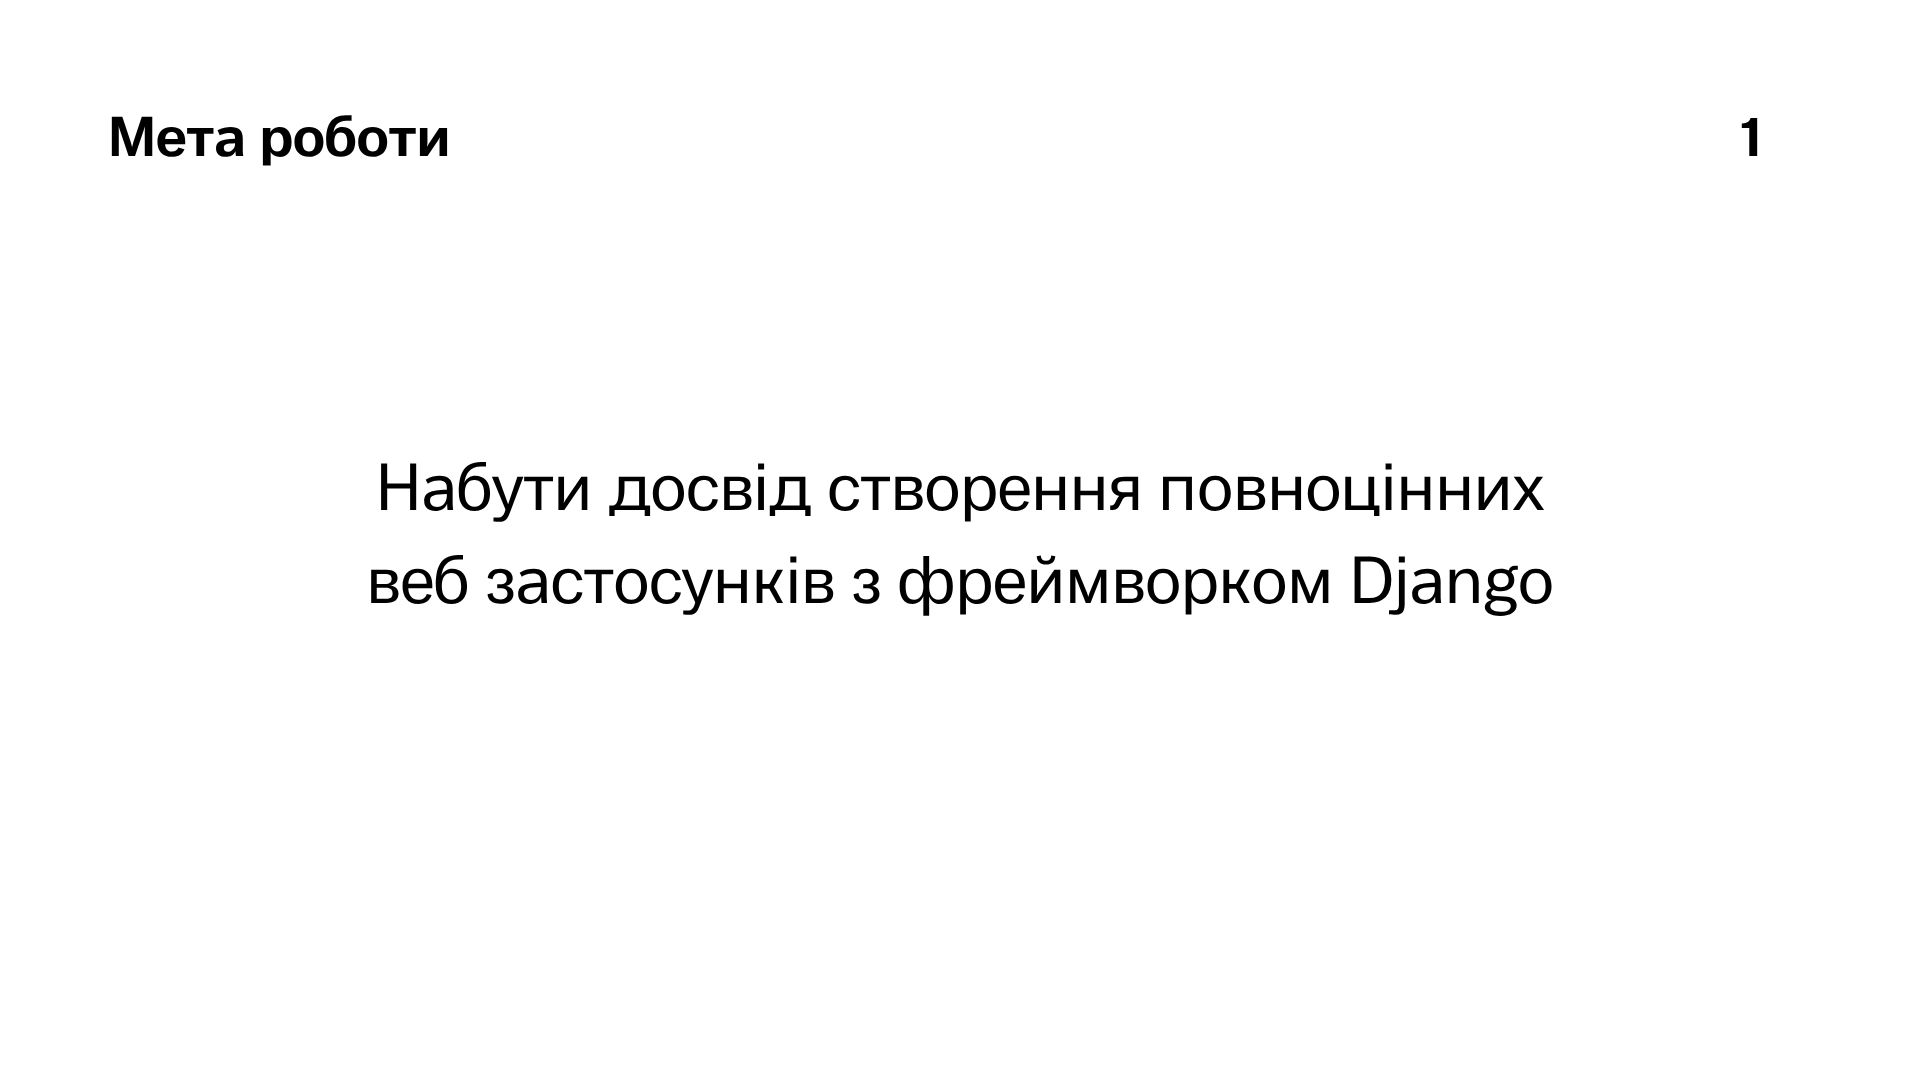 Мета роботи
1
Набути досвід створення повноцінних
веб застосунків з фреймворком Django